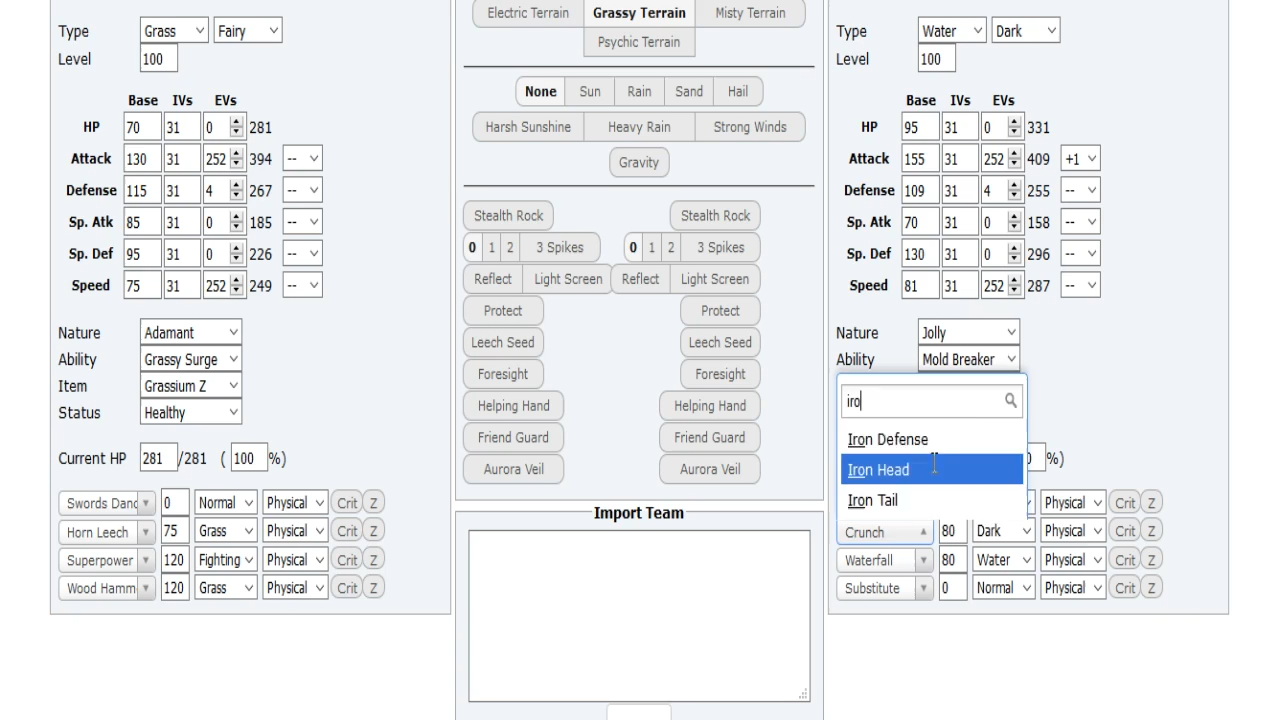 Electric Terrain Grassy Terrain Misty Terrain
Psychic Terrain
Type Grass Fairy
Level 100
Base IVs EVs
HP 70 31 0 281
Attack 130 31 252 394 --
Defense 115 31 4 267 --
Sp. Atk 85 31 0 185 --
Sp. Def 95 31 0 226 --
Speed 75 31 252 249 --
Nature Adamant
Ability Grassy Surge
Item Grassium Z
Status Healthy
Current HP 281 /281 ( 100 %)
Swords Danc 0 Normal Physical Crit Z
Horn Leech 75 Grass Physical Crit Z
Superpower 120 Fighting Physical Crit Z
Wood Hamm 120 Grass Physical Crit Z
None Sun Rain Sand Hail
Harsh Sunshine Heavy Rain Strong Winds
Gravity
Stealth Rock Stealth Rock
0 1 2 3 Spikes 0 1 2 3 Spikes
Reflect Light Screen Reflect Light Screen
Protect Protect
Leech Seed Leech Seed
Foresight Foresight
Helping Hand Helping Hand
Friend Guard Friend Guard
Aurora Veil Aurora Veil
Import Team
Type Water Dark
Level 100
Base IVs EVs
HP 95 31 0 331
Attack 155 31 252 409 +1
Defense 109 31 4 255 --
Sp. Atk 70 31 0 158 --
Sp. Def 130 31 0 296 --
Speed 81 31 252 287 --
Nature Jolly
Ability Mold Breaker
iro
Iron Defense
Iron Head
Iron Tail
0 %)
Physical Crit Z
Crunch 80 Dark Physical Crit Z
Waterfall 80 Water Physical Crit Z
Substitute 0 Normal Physical Crit Z